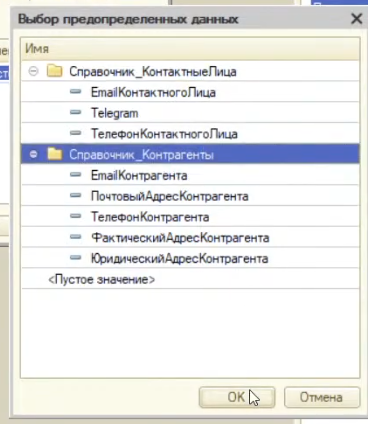 Выбор предопределенных данных
Имя
Справочник_КонтактныеЛица
EmailКонтактногоЛица
Telegram
ТелефонКонтактногоЛица
Справочник_Контрагенты
EmailКонтрагента
ПочтовыйАдресКонтрагента
ТелефонКонтрагента
ФактическийАдресКонтрагента
ЮридическийАдресКонтрагента
<Пустое значение>
OK
Отмена